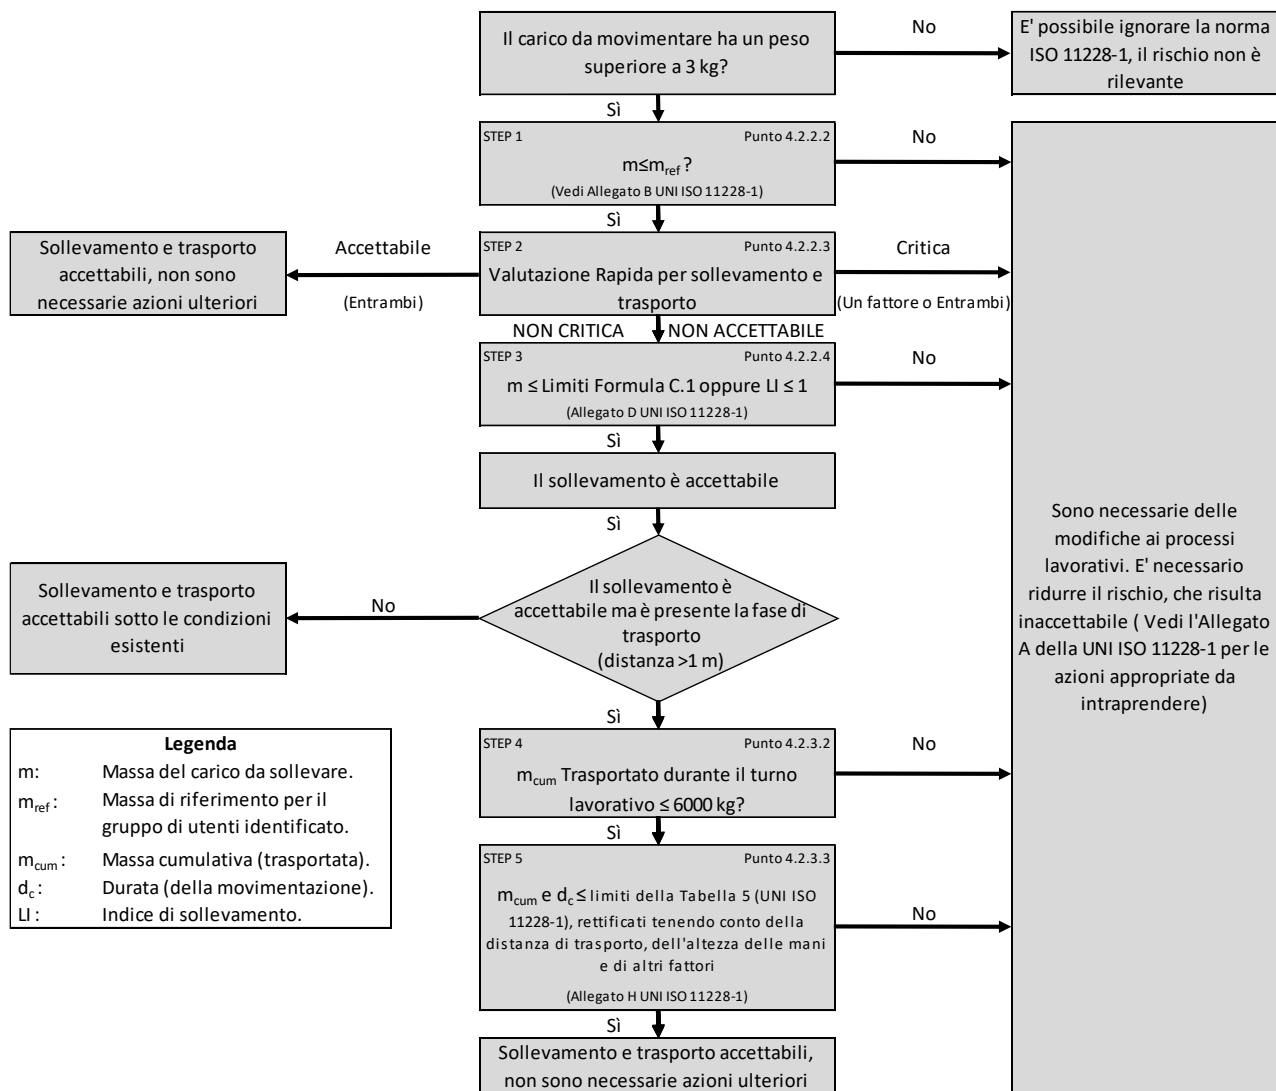 Il carico da movimentare ha un peso
superiore a 3 kg?
No
E' possibile ignorare la norma
ISO 11228-1, il rischio non è
rilevante
Sì
STEP 1 Punto 4.2.2.2
m≤mref ?
(Vedi Allegato B UNI ISO 11228-1)
No
Sì
Sollevamento e trasporto
accettabili, non sono
necessarie azioni ulteriori
Accettabile
(Entrambi)
STEP 2 Punto 4.2.2.3
Valutazione Rapida per sollevamento e
trasporto
Critica
(Un fattore o Entrambi)
NON CRITICA NON ACCETTABILE
STEP 3 Punto 4.2.2.4
m ≤ Limiti Formula C.1 oppure LI ≤ 1
(Allegato D UNI ISO 11228-1)
No
Sì
Il sollevamento è accettabile
Sì
Sono necessarie delle
modifiche ai processi
lavorativi. E' necessario
ridurre il rischio, che risulta
inaccettabile ( Vedi l'Allegato
A della UNI ISO 11228-1 per le
azioni appropriate da
intraprendere)
Il sollevamento è
accettabile ma è presente la fase di
trasporto
(distanza >1 m)
No
Sollevamento e trasporto
accettabili sotto le condizioni
esistenti
Sì
STEP 4 Punto 4.2.3.2
mcum Trasportato durante il turno
lavorativo ≤ 6000 kg?
No
Sì
Legenda
m: Massa del carico da sollevare.
mref : Massa di riferimento per il
gruppo di utenti identificato.
mcum : Massa cumulativa (trasportata).
dc : Durata (della movimentazione).
LI : Indice di sollevamento.
STEP 5 Punto 4.2.3.3
mcum e dc ≤ limiti della Tabella 5 (UNI ISO
11228-1), rettificati tenendo conto della
distanza di trasporto, dell'altezza delle mani
e di altri fattori
(Allegato H UNI ISO 11228-1)
No
Sì
Sollevamento e trasporto accettabili,
non sono necessarie azioni ulteriori